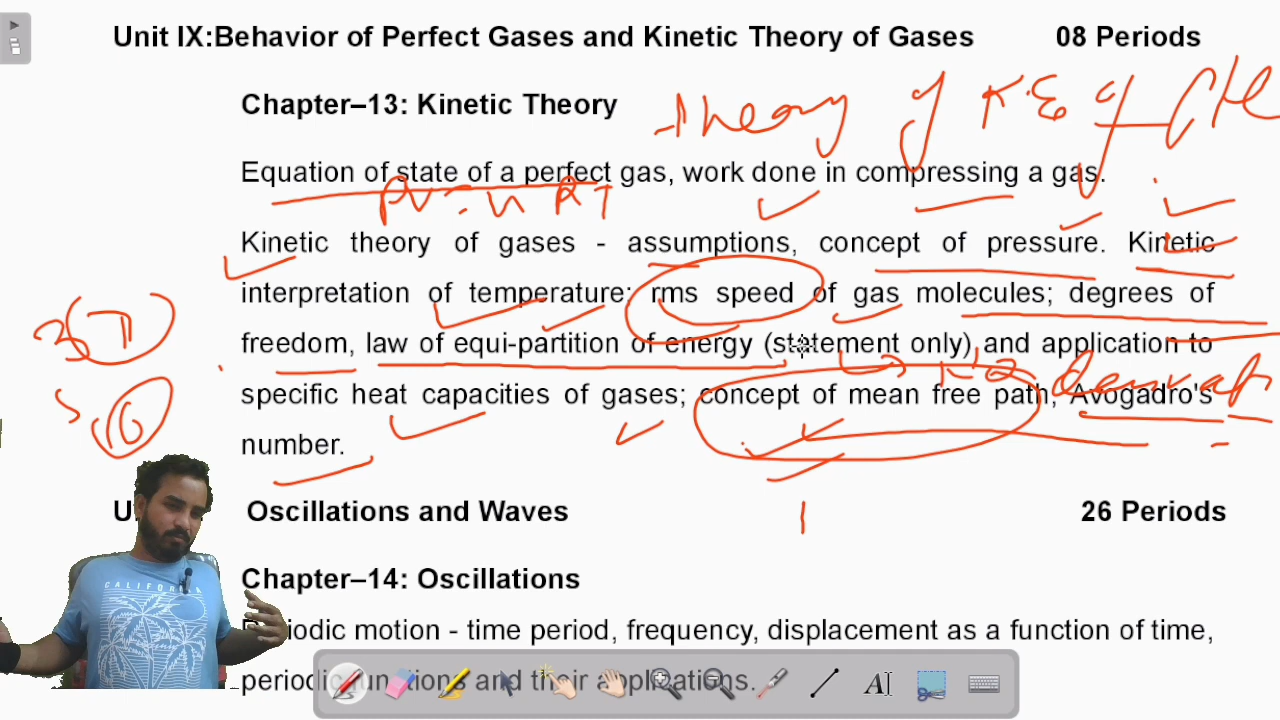 Unit IX:Behavior of Perfect Gases and Kinetic Theory of Gases 08 Periods
Chapter–13: Kinetic Theory
Theory of K.E of
Equation of state of a perfect gas, work done in compressing a gas.
PV = nRT
Kinetic theory of gases - assumptions, concept of pressure. Kinetic
interpretation of temperature; rms speed of gas molecules; degrees of
freedom, law of equi-partition of energy (statement only) and application to
specific heat capacities of gases; concept of mean free path, Avogadro's
number.
Oscillations and Waves 26 Periods
CALIFORNIA
Chapter–14: Oscillations
Periodic motion - time period, frequency, displacement as a function of time,
periodic functions and their applications.